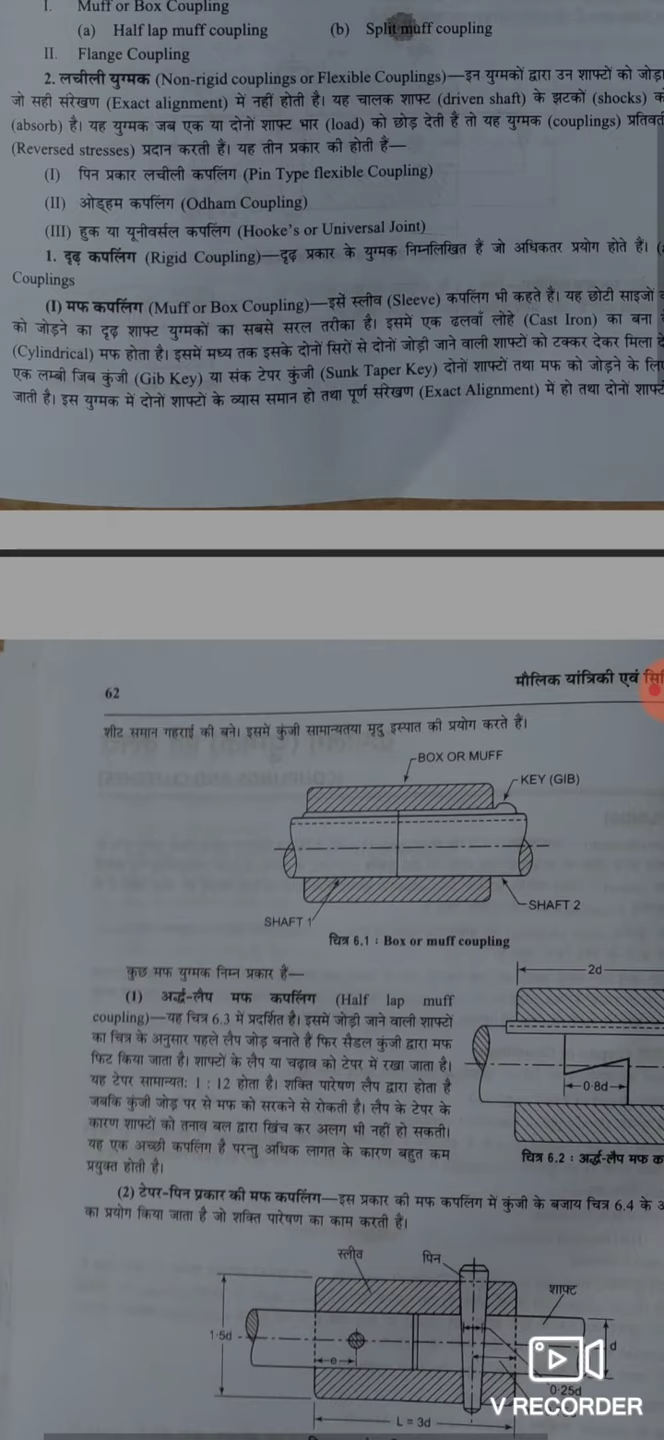 I. Muff or Box Coupling
(a) Half lap muff coupling (b) Split muff coupling
II. Flange Coupling
2. लचीली युग्मक (Non-rigid couplings or Flexible Couplings)—इन युग्मकों द्वारा उन शाफ्टों को जोड़ा
जो सही संरेखण (Exact alignment) में नहीं होती है। यह चालक शाफ्ट (driven shaft) के झटकों (shocks)
(absorb) है। यह युग्मक जब एक या दोनों शाफ्ट भार (load) को छोड़ देती हैं तो यह युग्मक (couplings)
(Reversed stresses) प्रदान करती हैं। यह तीन प्रकार की होती हैं—
(I) पिन प्रकार लचीली कपलिंग (Pin Type flexible Coupling)
(II) ओड्हम कपलिंग (Odham Coupling)
(III) हुक या यूनीवर्सल कपलिंग (Hooke's or Universal Joint)
1. दृढ़ कपलिंग (Rigid Coupling)—दृढ़ प्रकार के युग्मक निम्नलिखित हैं जो अधिकतर प्रयोग होते हैं।
Couplings
(I) मफ कपलिंग (Muff or Box Coupling)—इसें स्लीव (Sleeve) कपलिंग भी कहते हैं। यह छोटी साइजों
को जोड़ने का दृढ़ शाफ्ट युग्मकों का सबसे सरल तरीका है। इसमें एक ढलवाँ लोहे (Cast Iron) का बना
(Cylindrical) मफ होता है। इसमें मध्य तक इसके दोनों सिरों से दोनों जोड़ी जाने वाली शाफ्टों को टक्कर देकर मिला
एक लम्बी जिब कुंजी (Gib Key) या संक टेपर कुंजी (Sunk Taper Key) दोनों शाफ्टों तथा मफ को जोड़ने के
जाती है। इस युग्मक में दोनों शाफ्टों के व्यास समान हो तथा पूर्ण संरेखण (Exact Alignment) में हो तथा दोनों
62 मौलिक यांत्रिकी एवं
शीट समान गहराई की बने। इसमें कुंजी सामान्यतया मृदु इस्पात की प्रयोग करते हैं।
BOX OR MUFF
KEY (GIB)
SHAFT 2
SHAFT 1
चित्र 6.1 : Box or muff coupling
कुछ मफ युग्मक निम्न प्रकार हैं—
(1) अर्द्ध-लैप मफ कपलिंग (Half lap muff
coupling)—यह चित्र 6.3 में प्रदर्शित है। इसमें जोड़ी जाने वाली शाफ्टों
का चित्र के अनुसार पहले लैप जोड़ बनाते है फिर सैडल कुंजी द्वारा मफ
फिट किया जाता है। शाफ्टों के लैप या चढ़ाव को टेपर में रखा जाता है।
यह टेपर सामान्यत: 1 : 12 होता है। शक्ति पारेषण लैप द्वारा होता है
जबकि कुंजी जोड़ पर से मफ को सरकने से रोकती है। लैप के टेपर के
कारण शाफ्टों को तनाव बल द्वारा खिंच कर अलग भी नहीं हो सकती।
यह एक अच्छी कपलिंग है परन्तु अधिक लागत के कारण बहुत कम
प्रयुक्त होती है।
2d
0·8d
चित्र 6.2 : अर्द्ध-लैप मफ
(2) टेपर-पिन प्रकार की मफ कपलिंग—इस प्रकार की मफ कपलिंग में कुंजी के बजाय चित्र 6.4 के
का प्रयोग किया जाता है जो शक्ति पारेषण का काम करती हैं।
स्लीव
पिन
शाफ्ट
1·5d
e
d
0·25d
L = 3d
V RECORDER